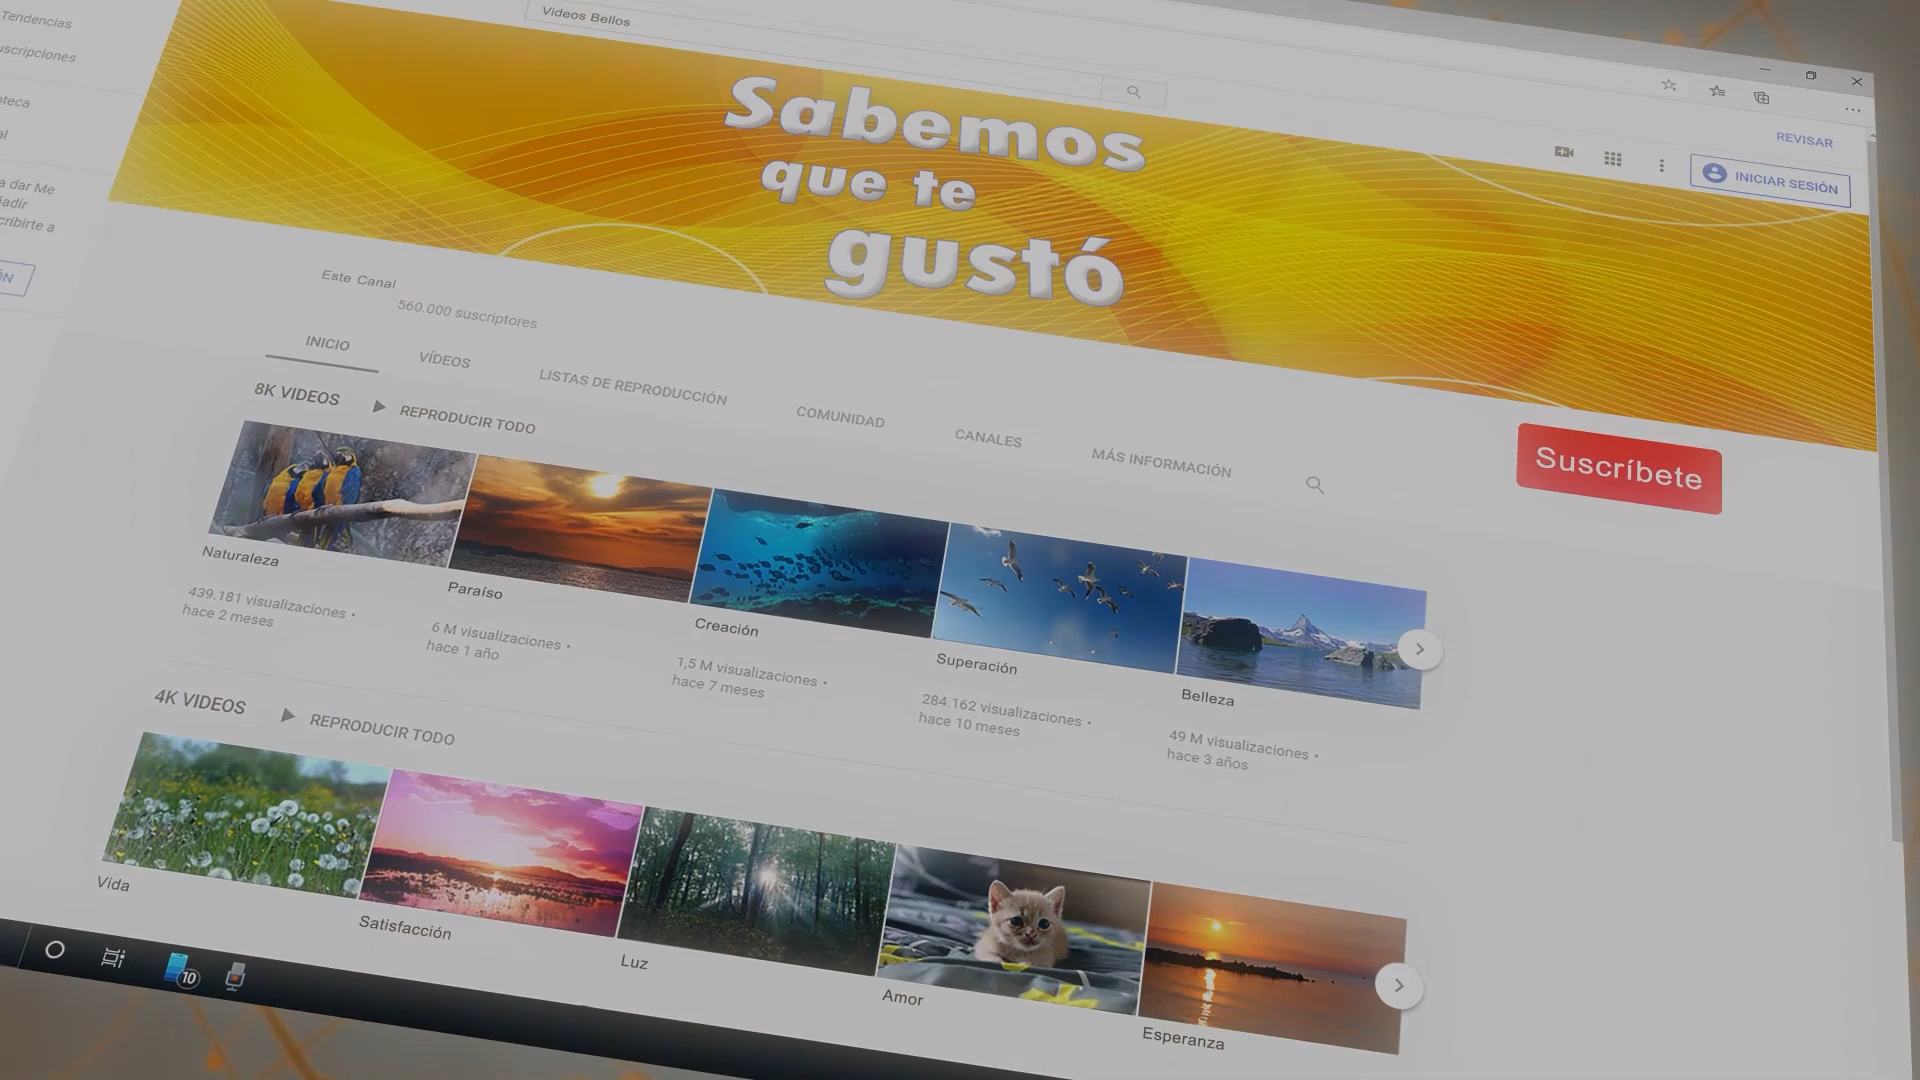 Videos Bellos
Tendencias
uscripciones
oteca
al
a dar Me
adir
cribirte a
ÓN
REVISAR
INICIAR SESIÓN
Sabemos
que te
gustó
Este Canal
560.000 suscriptores
INICIO
VÍDEOS
LISTAS DE REPRODUCCIÓN
COMUNIDAD
CANALES
MÁS INFORMACIÓN
Suscríbete
8K VIDEOS
REPRODUCIR TODO
Naturaleza
439.181 visualizaciones •
hace 2 meses
Paraíso
6 M visualizaciones •
hace 1 año
Creación
1,5 M visualizaciones •
hace 7 meses
Superación
284.162 visualizaciones •
hace 10 meses
Belleza
49 M visualizaciones •
hace 3 años
4K VIDEOS
REPRODUCIR TODO
Vida
Satisfacción
Luz
Amor
Esperanza
10